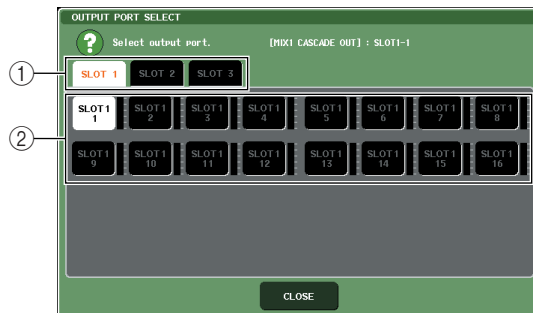 OUTPUT PORT SELECT
Select output port. [MIX1 CASCADE OUT] : SLOT1-1
1 SLOT 1 SLOT 2 SLOT 3
2
SLOT1 1 SLOT1 2 SLOT1 3 SLOT1 4 SLOT1 5 SLOT1 6 SLOT1 7 SLOT1 8
SLOT1 9 SLOT1 10 SLOT1 11 SLOT1 12 SLOT1 13 SLOT1 14 SLOT1 15 SLOT1 16
CLOSE